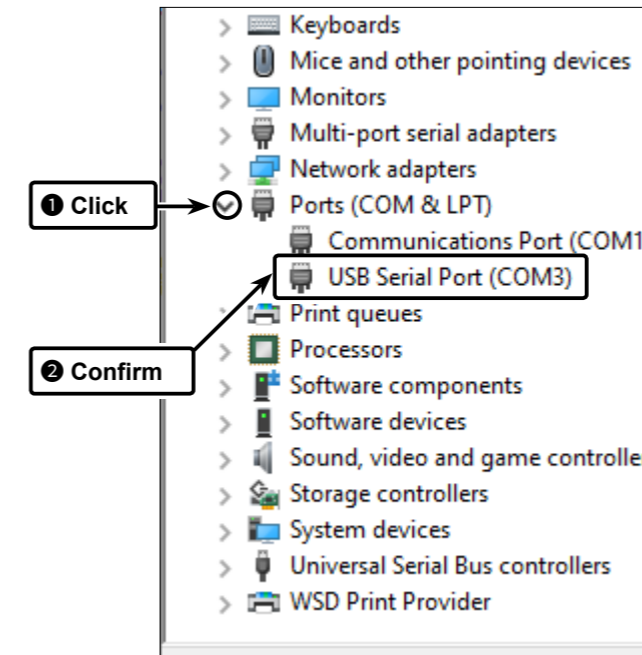 Keyboards
Mice and other pointing devices
Monitors
Multi-port serial adapters
Network adapters
❶ Click
Ports (COM & LPT)
Communications Port (COM1
USB Serial Port (COM3)
Print queues
Processors
❷ Confirm
Software components
Software devices
Sound, video and game controlle
Storage controllers
System devices
Universal Serial Bus controllers
WSD Print Provider